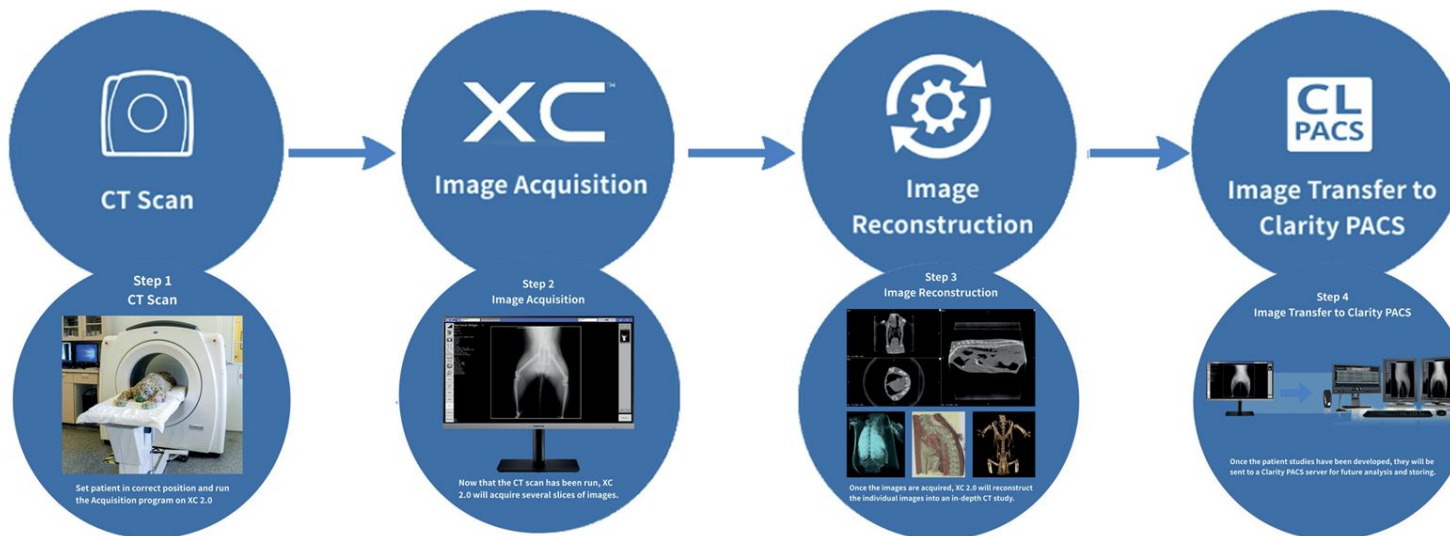 CT Scan
XC™
Image Acquisition
Image
Reconstruction
CL
PACS
Image Transfer to
Clarity PACS
Step 1
CT Scan
Set patient in correct position and run
the Acquisition program on XC 2.0
Step 2
Image Acquisition
Now that the CT scan has been run, XC
2.0 will acquire several slices of images.
Step 3
Image Reconstruction
Once the images are acquired, XC 2.0 will reconstruct
the individual images into an in-depth CT study.
Step 4
Image Transfer to Clarity PACS
Once the patient studies have been developed, they will be
sent to a Clarity PACS server for future analysis and storing.